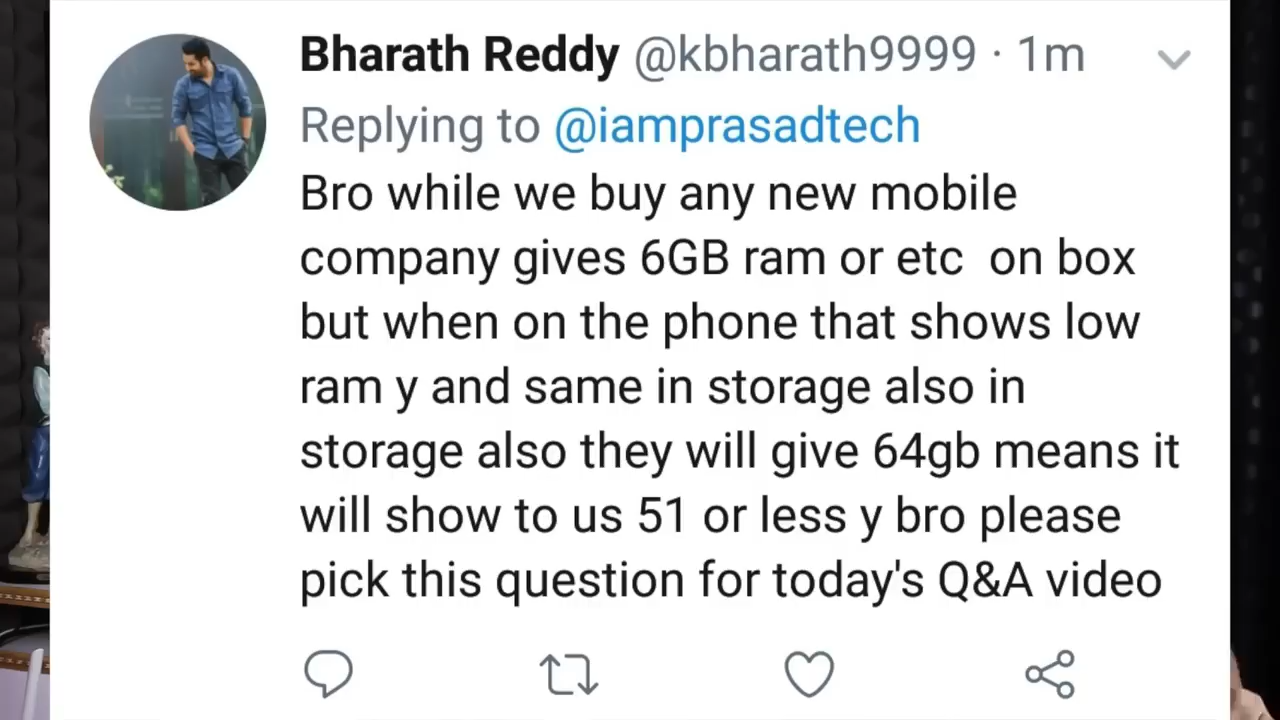 Bharath Reddy @kbharath9999 · 1m
Replying to @iamprasadtech
Bro while we buy any new mobile
company gives 6GB ram or etc  on box
but when on the phone that shows low
ram y and same in storage also in
storage also they will give 64gb means it
will show to us 51 or less y bro please
pick this question for today's Q&A video